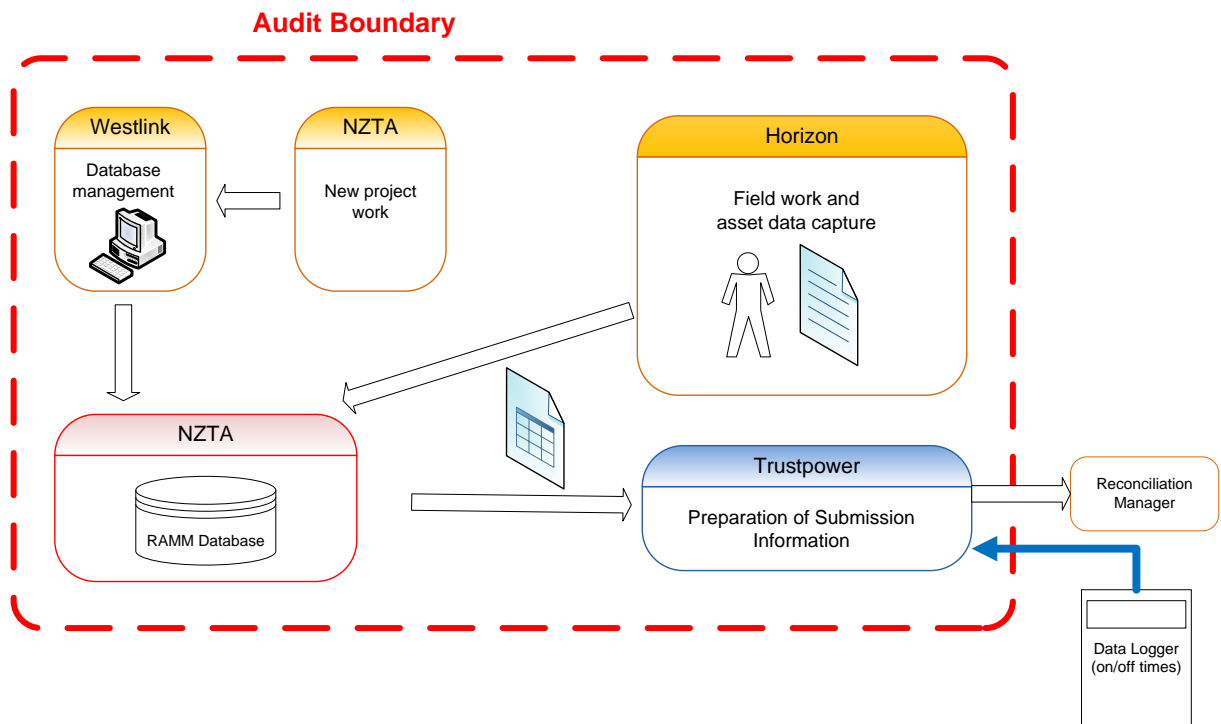 Audit Boundary
Westlink
Database
management
NZTA
New project
work
Horizon
Field work and
asset data capture
NZTA
RAMM Database
Trustpower
Preparation of Submission
Information
Reconciliation
Manager
Data Logger
(on/off times)